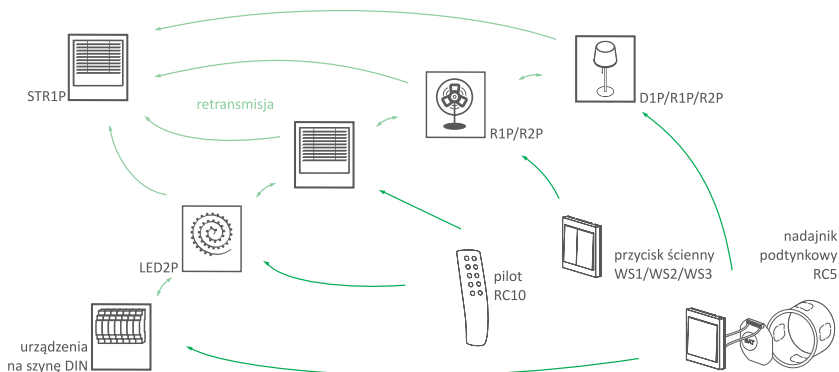 STR1P
retransmisja
R1P/R2P
D1P/R1P/R2P
LED2P
pilot
RC10
przycisk ścienny
WS1/WS2/WS3
nadajnik
podtynkowy
RC5
urządzenia
na szynę DIN
BAT